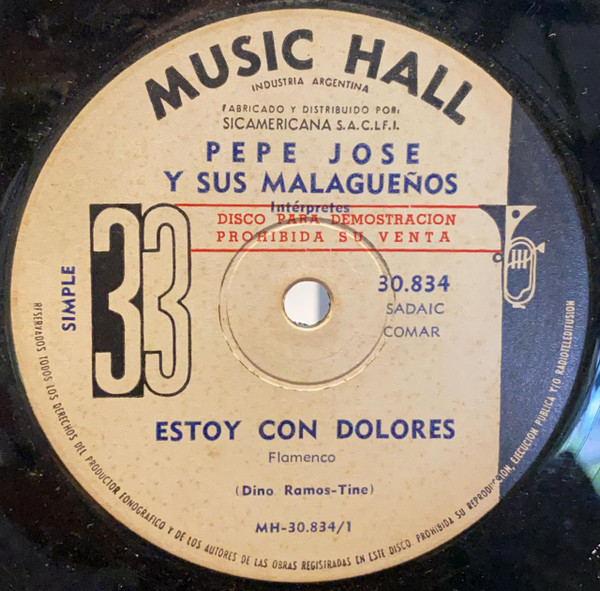 MUSIC HALL
INDUSTRIA ARGENTINA
FABRICADO Y DISTRIBUIDO POR:
SICAMERICANA S.A.C.I.F.I.
PEPE JOSE
Y SUS MALAGUEÑOS
Intérpretes
DISCO PARA DEMOSTRACION
PROHIBIDA SU VENTA
SIMPLE
33
30.834
SADAIC
COMAR
ESTOY CON DOLORES
Flamenco
(Dino Ramos-Tine)
MH-30.834/1
RESERVADOS TODOS LOS DERECHOS DEL PRODUCTOR FONOGRAFICO Y DE LOS AUTORES DE LAS OBRAS REGISTRADAS EN ESTE DISCO. PROHIBIDA SU REPRODUCCION, EJECUCION PUBLICA Y/O RADIOTELEDIFUSION